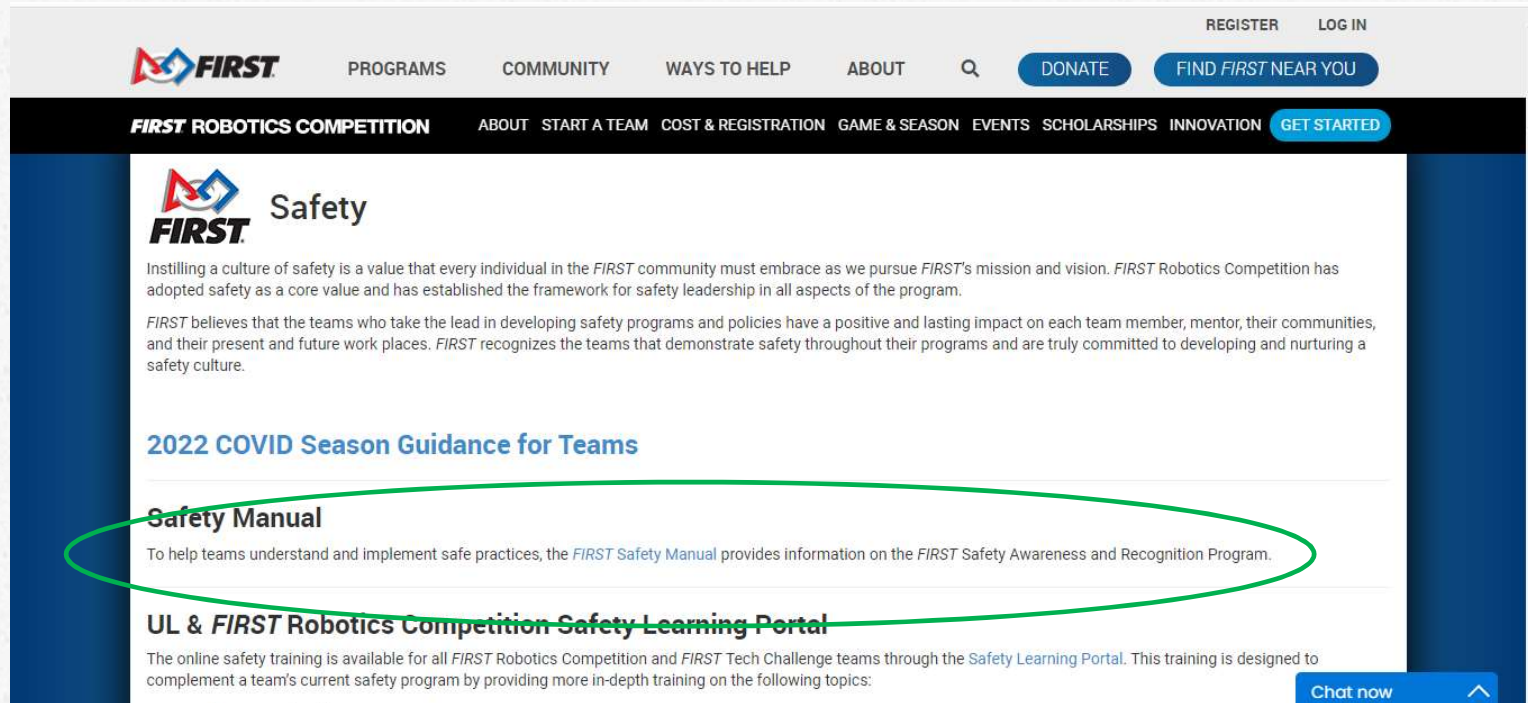 REGISTER LOG IN
FIRST PROGRAMS COMMUNITY WAYS TO HELP ABOUT DONATE FIND FIRST NEAR YOU
FIRST ROBOTICS COMPETITION ABOUT START A TEAM COST & REGISTRATION GAME & SEASON EVENTS SCHOLARSHIPS INNOVATION GET STARTED
FIRST Safety
Instilling a culture of safety is a value that every individual in the FIRST community must embrace as we pursue FIRST's mission and vision. FIRST Robotics Competition has
adopted safety as a core value and has established the framework for safety leadership in all aspects of the program.
FIRST believes that the teams who take the lead in developing safety programs and policies have a positive and lasting impact on each team member, mentor, their communities,
and their present and future work places. FIRST recognizes the teams that demonstrate safety throughout their programs and are truly committed to developing and nurturing a
safety culture.
2022 COVID Season Guidance for Teams
Safety Manual
To help teams understand and implement safe practices, the FIRST Safety Manual provides information on the FIRST Safety Awareness and Recognition Program.
UL & FIRST Robotics Competition Safety Learning Portal
The online safety training is available for all FIRST Robotics Competition and FIRST Tech Challenge teams through the Safety Learning Portal. This training is designed to
complement a team's current safety program by providing more in-depth training on the following topics:
Chat now